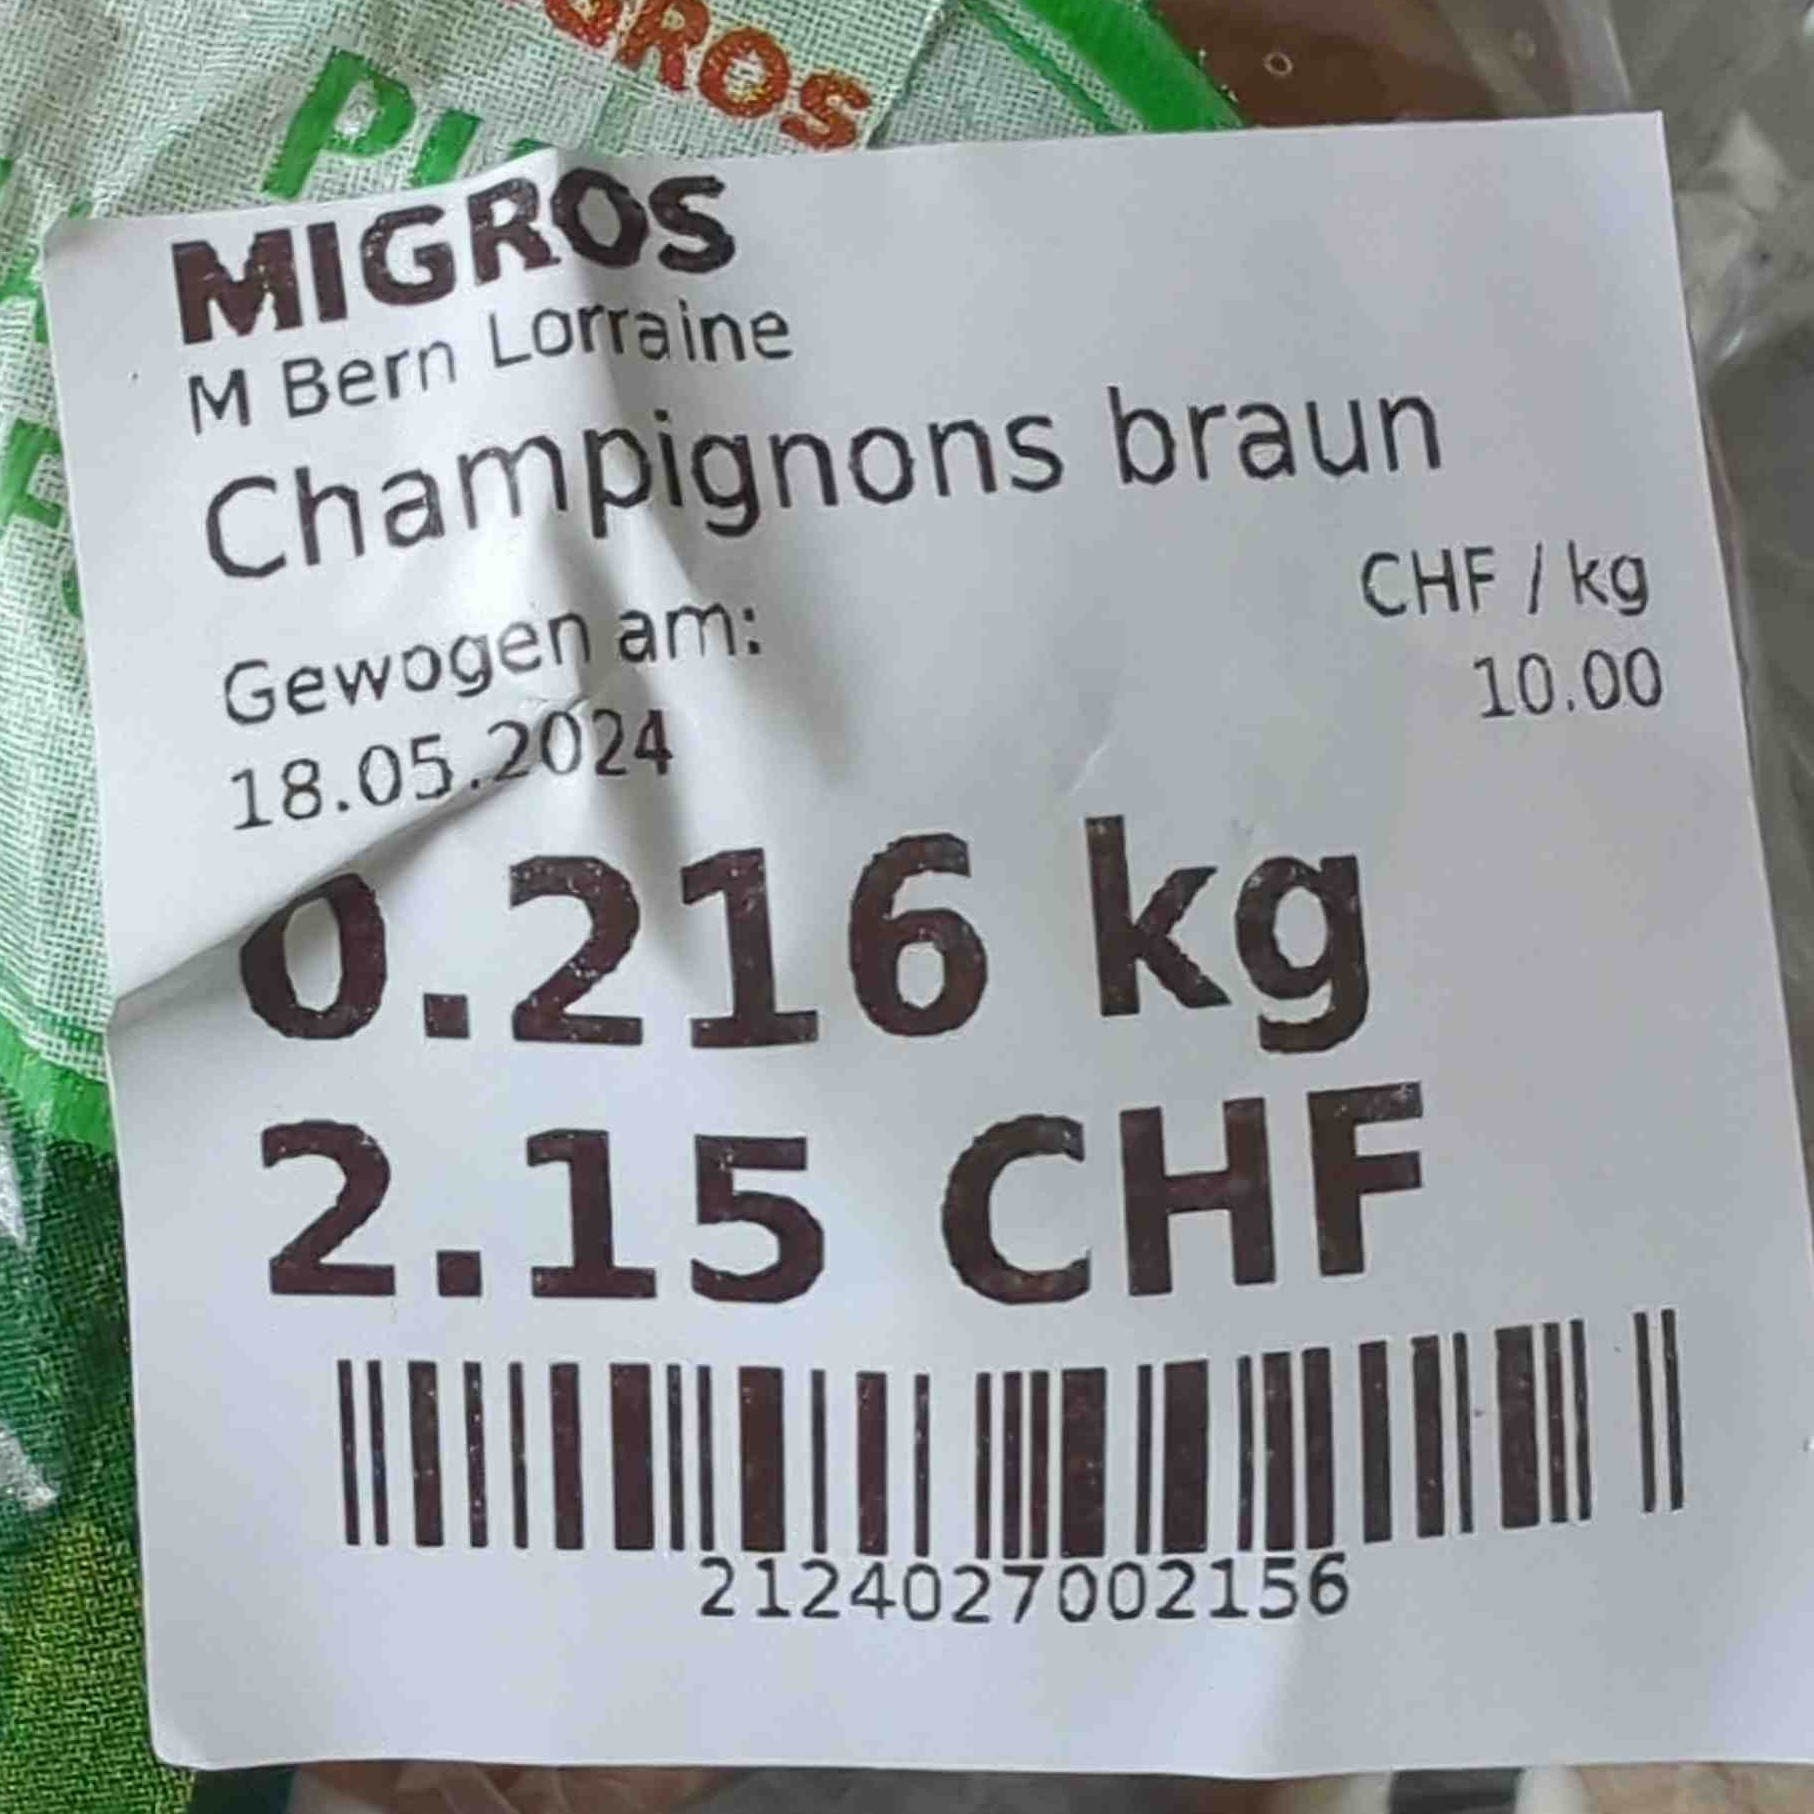 GROS
MIGROS
M Bern Lorraine
Champignons braun
CHF / kg
10.00
Gewogen am:
18.05.2024
0.216 kg
2.15 CHF
2124027002156